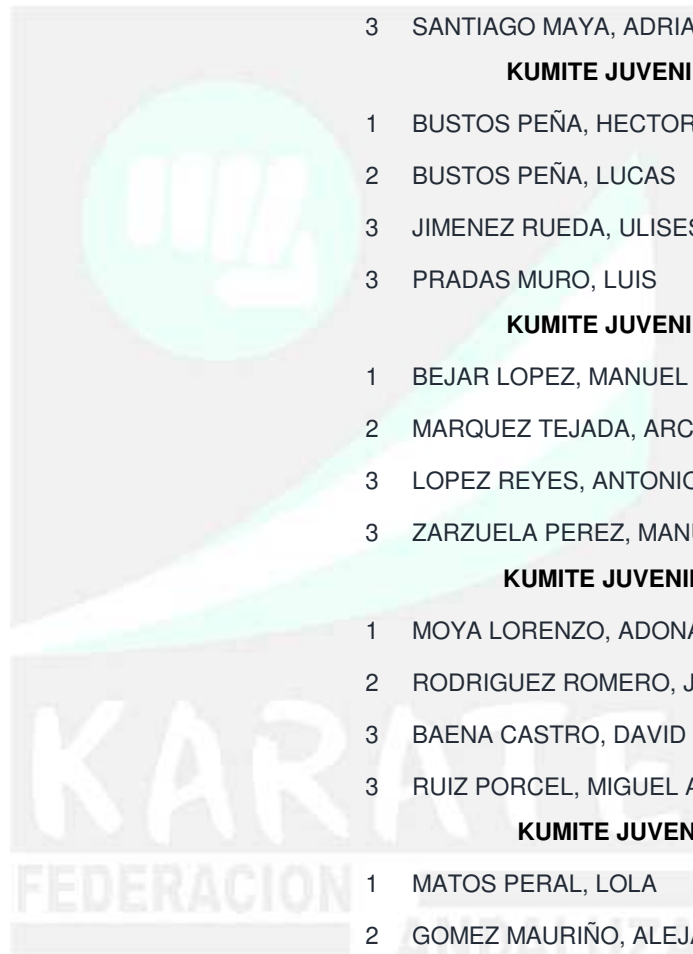 3 SANTIAGO MAYA, ADRIA
KUMITE JUVENI
1 BUSTOS PEÑA, HECTOR
2 BUSTOS PEÑA, LUCAS
3 JIMENEZ RUEDA, ULISES
3 PRADAS MURO, LUIS
KUMITE JUVENI
1 BEJAR LOPEZ, MANUEL
2 MARQUEZ TEJADA, ARC
3 LOPEZ REYES, ANTONIO
3 ZARZUELA PEREZ, MANU
KUMITE JUVENI
1 MOYA LORENZO, ADONA
2 RODRIGUEZ ROMERO, J
3 BAENA CASTRO, DAVID
3 RUIZ PORCEL, MIGUEL A
KUMITE JUVEN
1 MATOS PERAL, LOLA
2 GOMEZ MAURIÑO, ALEJA
KARATE
FEDERACION